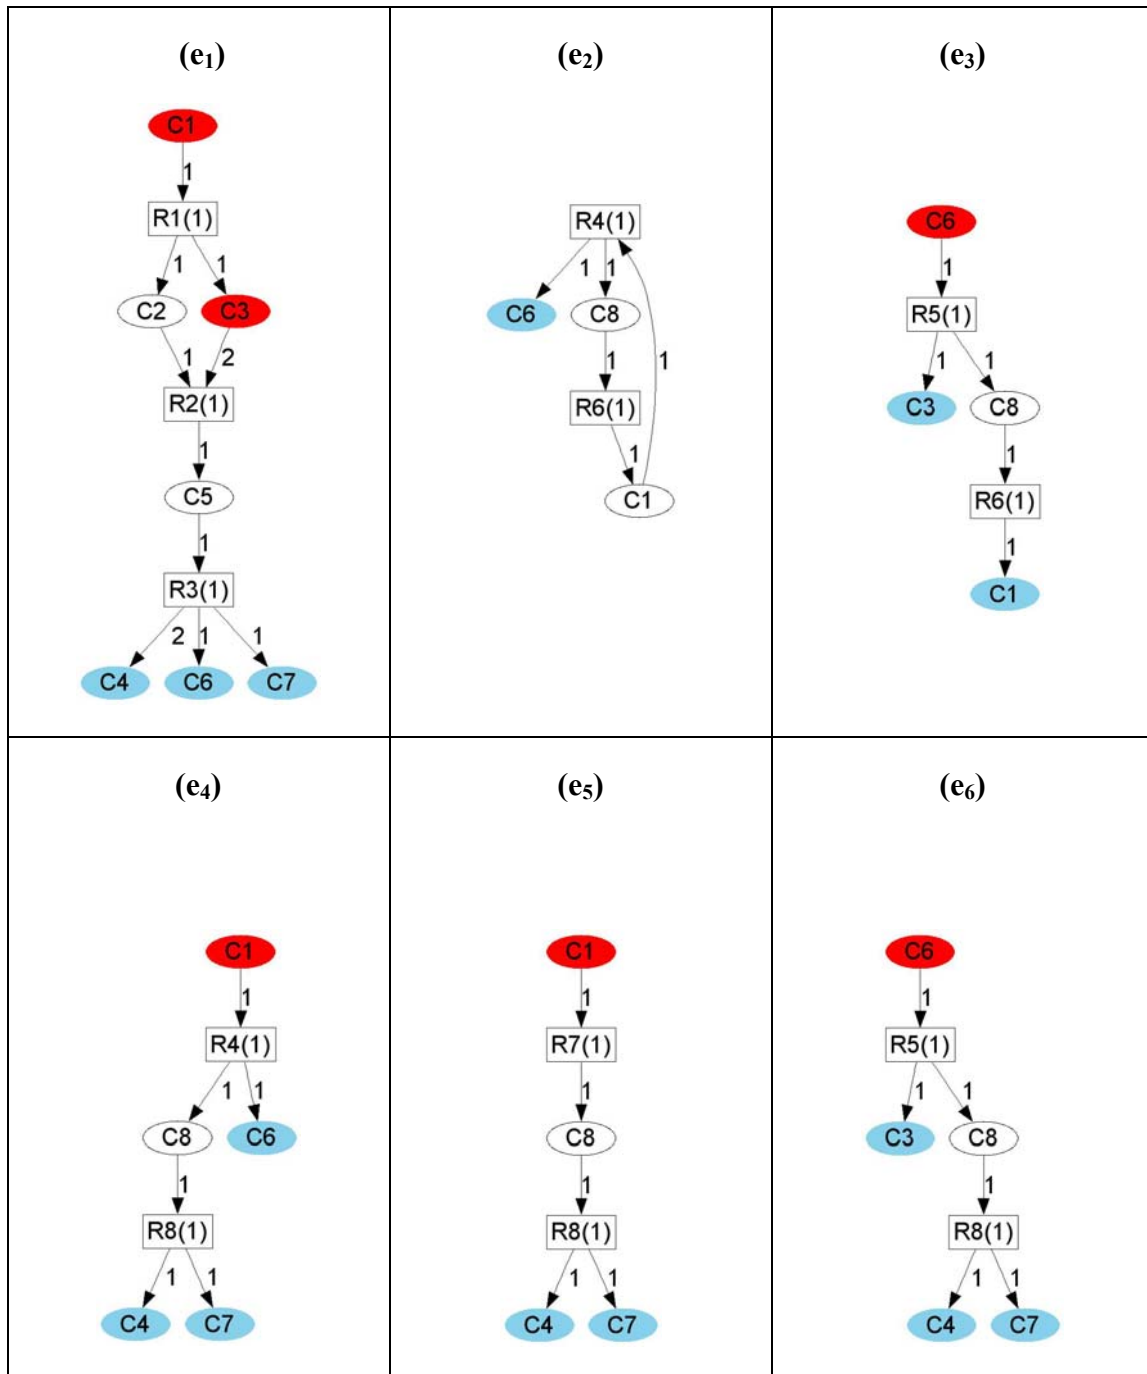 (e₁)
C1
1
R1(1)
1 1
C2 C3
1 2
R2(1)
1
C5
1
R3(1)
2 1 1
C4 C6 C7
(e₂)
R4(1)
1 1
C6 C8
1 1
R6(1)
1
C1
(e₃)
C6
1
R5(1)
1 1
C3 C8
1
R6(1)
1
C1
(e₄)
C1
1
R4(1)
1 1
C8 C6
1
R8(1)
1 1
C4 C7
(e₅)
C1
1
R7(1)
1
C8
1
R8(1)
1 1
C4 C7
(e₆)
C6
1
R5(1)
1 1
C3 C8
1
R8(1)
1 1
C4 C7